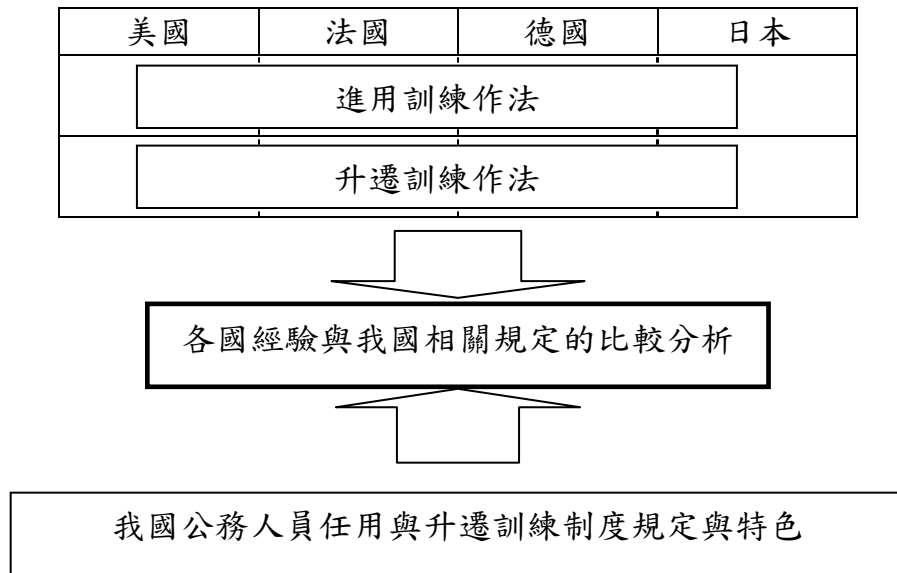 美國 法國 德國 日本
進用訓練作法
升遷訓練作法
各國經驗與我國相關規定的比較分析
我國公務人員任用與升遷訓練制度規定與特色